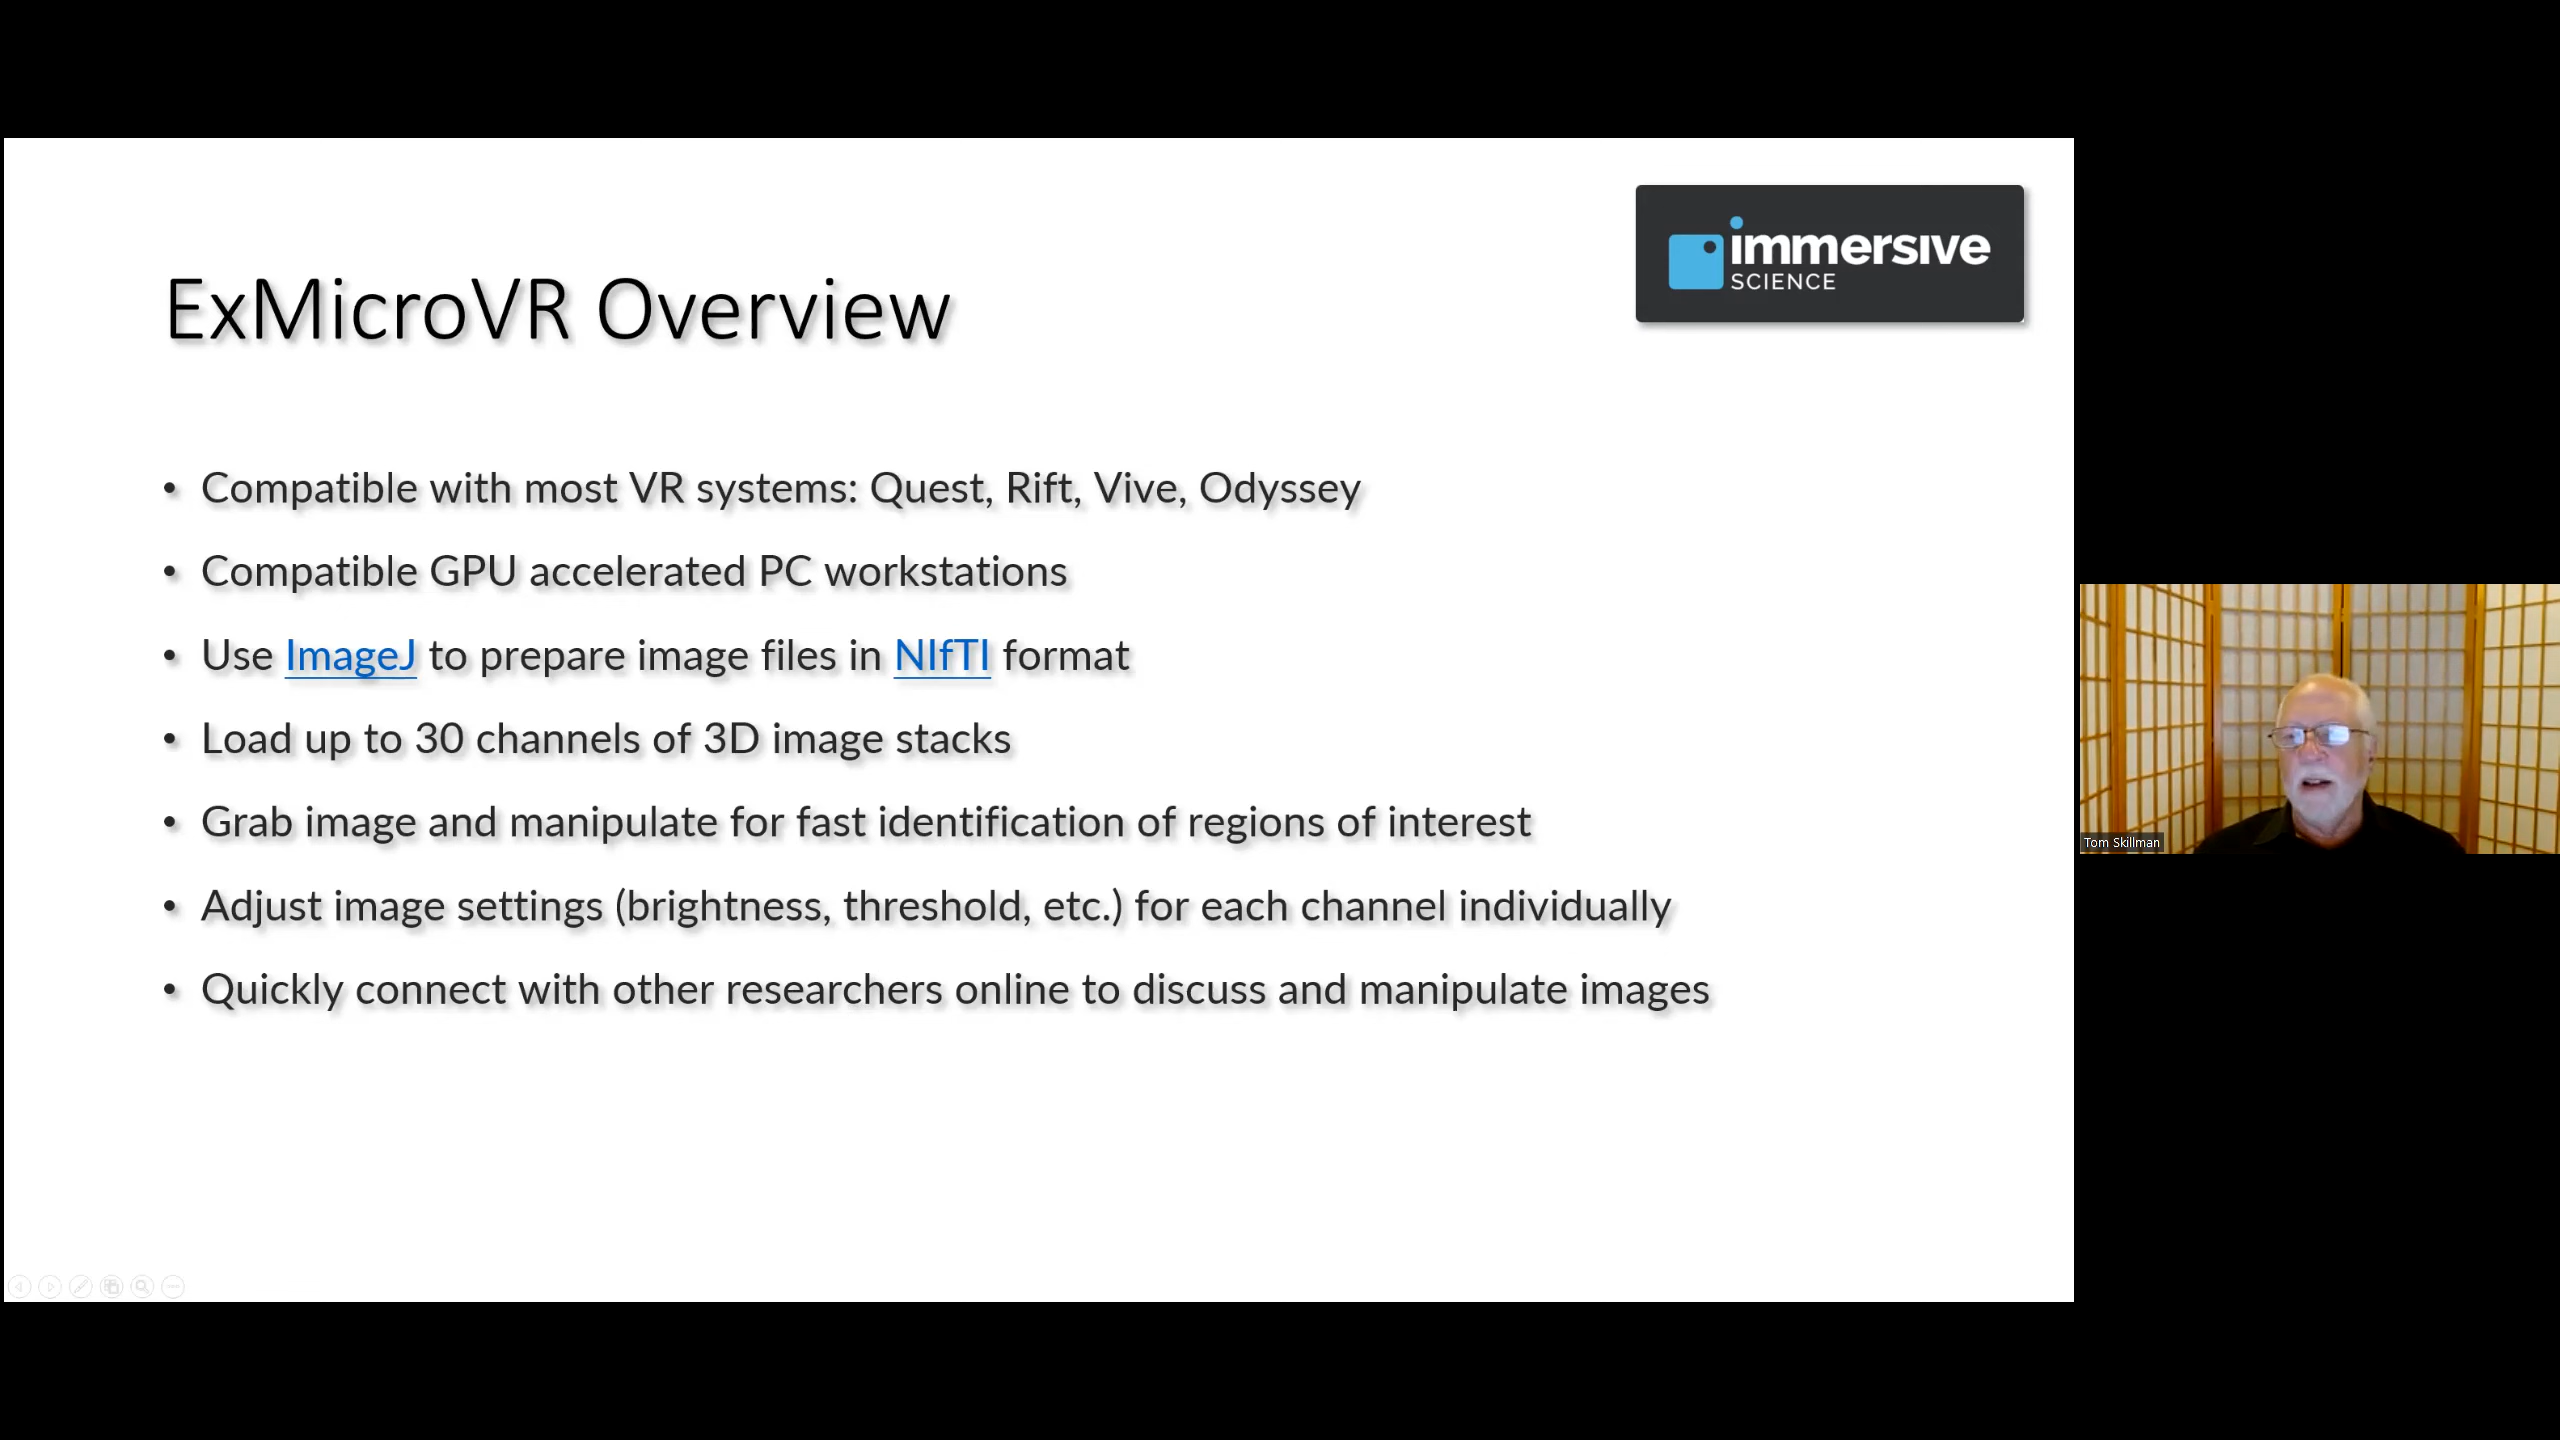 immersive
SCIENCE
ExMicroVR Overview
• Compatible with most VR systems: Quest, Rift, Vive, Odyssey
• Compatible GPU accelerated PC workstations
• Use ImageJ to prepare image files in NIfTI format
• Load up to 30 channels of 3D image stacks
• Grab image and manipulate for fast identification of regions of interest
• Adjust image settings (brightness, threshold, etc.) for each channel individually
• Quickly connect with other researchers online to discuss and manipulate images
Tom Skillman